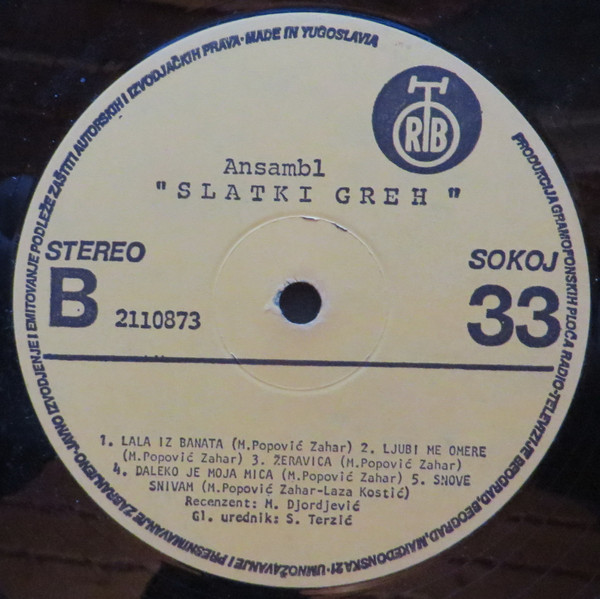 JAVNO IZVODJENJE I EMITOVANJE PODLEŽE ZAŠTITI AUTORSKIH I IZVODJAČKIH PRAVA · MADE IN YUGOSLAVIA
RTB
Ansambl
"SLATKI GREH"
STEREO
SOKOJ
B
2110873
33
1. LALA IZ BANATA (M.Popović Zahar) 2. LJUBI ME OMERE
(M.Popović Zahar) 3. ŽERAVICA (M.Popović Zahar)
4. DALEKO JE MOJA MICA (M.Popović Zahar) 5. SNOVE
SNIVAM (M.Popović Zahar-Laza Kostić)
Recenzent: M. Djordjević
Gl. urednik: S. Terzić
PRODUKCIJA GRAMOFONSKIH PLOČA RADIO-TELEVIZIJE BEOGRAD, BEOGRAD, MAKEDONSKA 21 · UMNOŽAVANJE I PRESNIMAVANJE ZABRANJENO ·